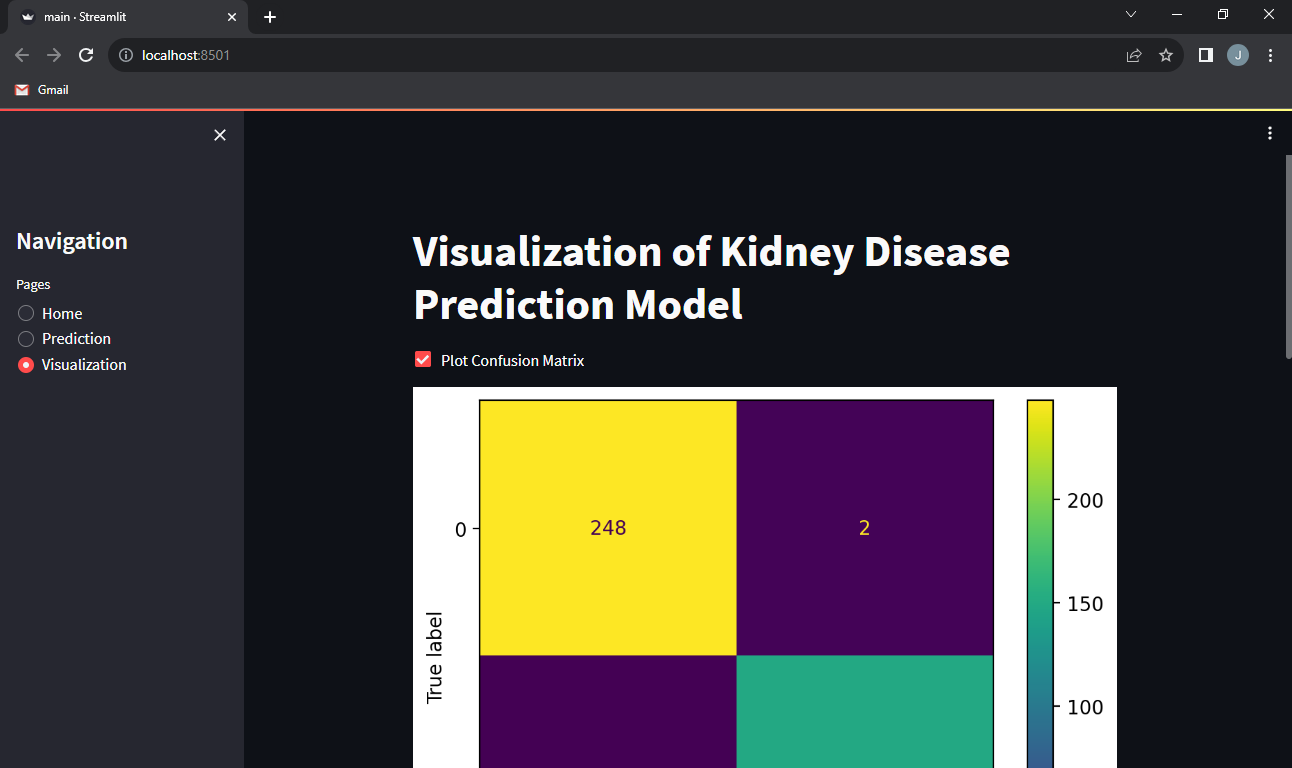 main · Streamlit
localhost:8501
J
Gmail
Navigation
Pages
Home
Prediction
Visualization
Visualization of Kidney Disease
Prediction Model
Plot Confusion Matrix
248
2
0
True label
200
150
100